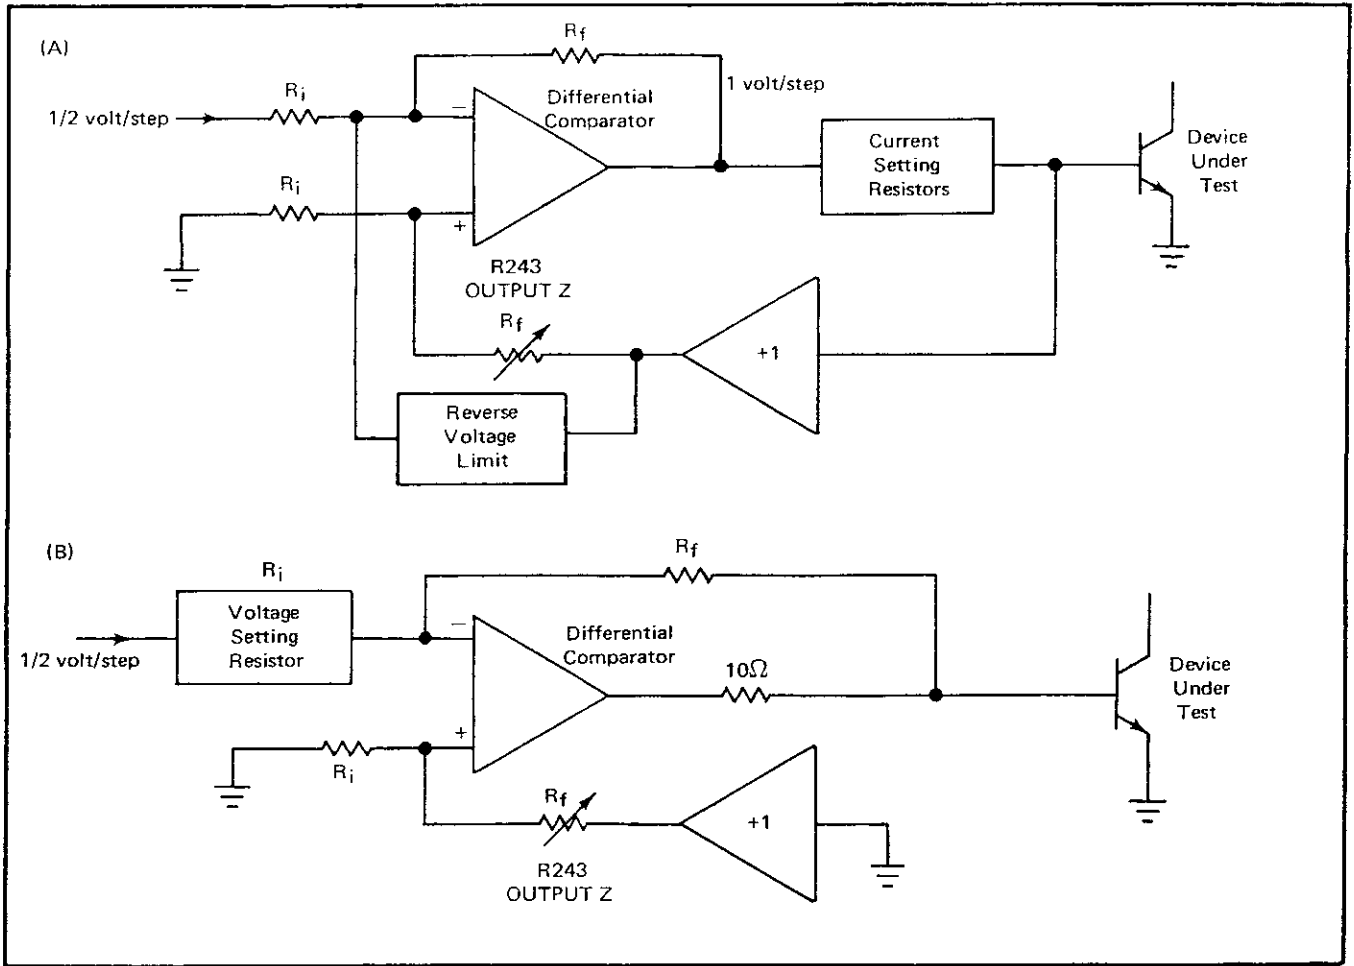 (A)
Rf
1 volt/step
Ri
1/2 volt/step
−
Differential
Comparator
Current
Setting
Resistors
Device
Under
Test
Ri
+
R243
OUTPUT Z
Rf
+1
Reverse
Voltage
Limit
(B)
Rf
Ri
Voltage
Setting
Resistor
1/2 volt/step
−
Differential
Comparator
10Ω
Device
Under
Test
+
Ri
Rf
+1
R243
OUTPUT Z